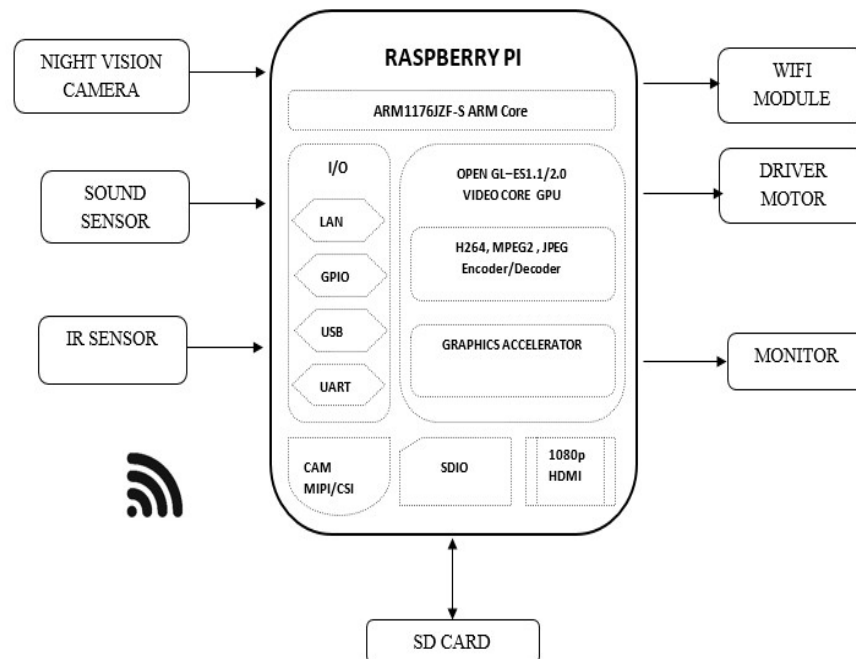 RASPBERRY PI
ARM1176JZF-S ARM Core
I/O
LAN
GPIO
USB
UART
OPEN GL–ES1.1/2.0
VIDEO CORE GPU
H264, MPEG2 , JPEG
Encoder/Decoder
GRAPHICS ACCELERATOR
CAM
MIPI/CSI
SDIO
1080p
HDMI
NIGHT VISION
CAMERA
SOUND
SENSOR
IR SENSOR
WIFI
MODULE
DRIVER
MOTOR
MONITOR
SD CARD